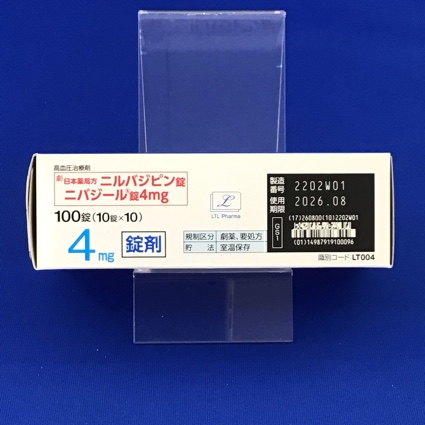 高血圧治療剤
劇 日本薬局方 ニルバジピン錠
ニバジール®錠4mg
100錠(10錠×10)
4mg 錠剤
L
LTL Pharma
規制区分 劇薬、要処方
貯法 室温保存
製造番号 2202W01
使用期限 2026.08
(17)260800(10)2202W01
GS1
(01)14987919100096
識別コード LT004